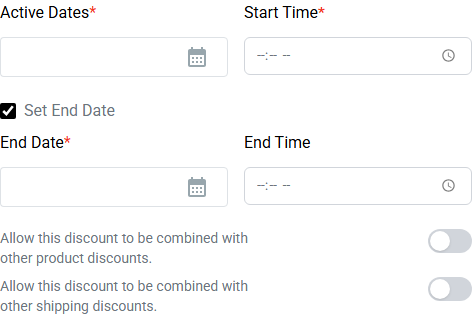 Active Dates*
Start Time*
--:-- --
Set End Date
End Date*
End Time
--:-- --
Allow this discount to be combined with
other product discounts.
Allow this discount to be combined with
other shipping discounts.